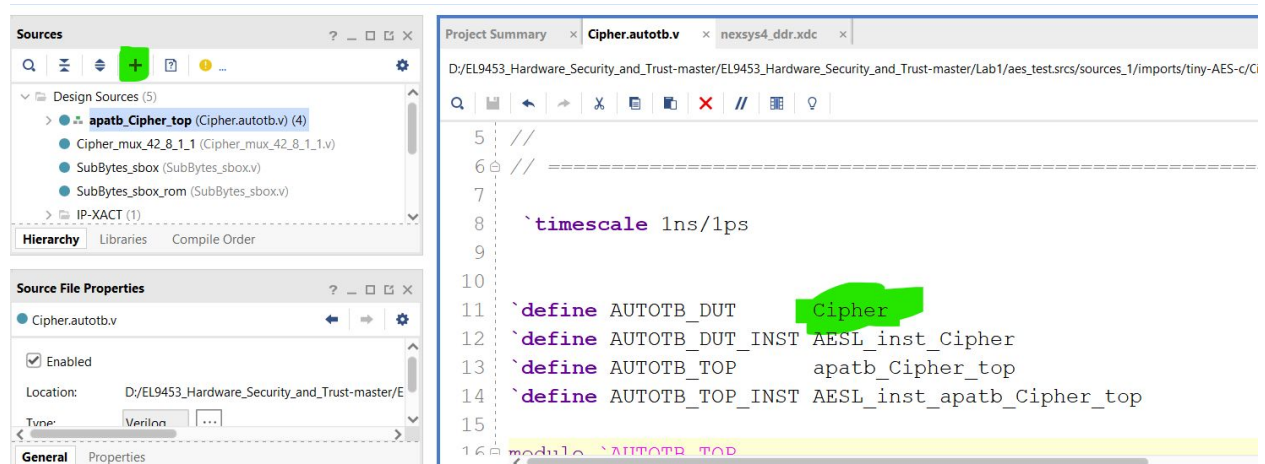 Sources
Design Sources (5)
apatb_Cipher_top (Cipher.autotb.v) (4)
Cipher_mux_42_8_1_1 (Cipher_mux_42_8_1_1.v)
SubBytes_sbox (SubBytes_sbox.v)
SubBytes_sbox_rom (SubBytes_sbox_rom.v)
IP-XACT (1)
Hierarchy Libraries Compile Order
Source File Properties
Cipher.autotb.v
Enabled
Location: D:/EL9453_Hardware_Security_and_Trust-master/E
Type: Verilog ...
General Properties
Project Summary × Cipher.autotb.v × nexsys4_ddr.xdc ×
D:/EL9453_Hardware_Security_and_Trust-master/EL9453_Hardware_Security_and_Trust-master/Lab1/aes_test.srcs/sources_1/imports/tiny-AES-c/Ci
5 //
6 // ==========================================================
7
8 `timescale 1ns/1ps
9
10
11 `define AUTOTB_DUT Cipher
12 `define AUTOTB_DUT_INST AESL_inst_Cipher
13 `define AUTOTB_TOP apatb_Cipher_top
14 `define AUTOTB_TOP_INST AESL_inst_apatb_Cipher_top
15
16 module `AUTOTB_TOP